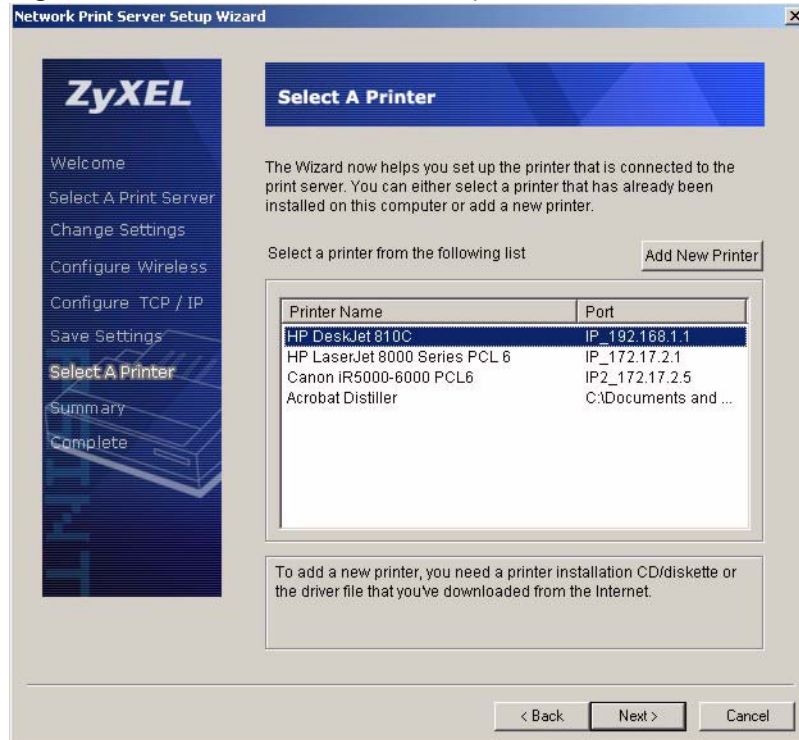 Network Print Server Setup Wizard
ZyXEL
Welcome
Select A Print Server
Change Settings
Configure Wireless
Configure TCP / IP
Save Settings
Select A Printer
Summary
Complete
PRINT
Select A Printer
The Wizard now helps you set up the printer that is connected to the
print server. You can either select a printer that has already been
installed on this computer or add a new printer.
Select a printer from the following list
Add New Printer
Printer Name Port
HP DeskJet 810C IP_192.168.1.1
HP LaserJet 8000 Series PCL 6 IP_172.17.2.1
Canon iR5000-6000 PCL6 IP2_172.17.2.5
Acrobat Distiller C:\Documents and ...
To add a new printer, you need a printer installation CD/diskette or
the driver file that you've downloaded from the Internet.
< Back Next > Cancel